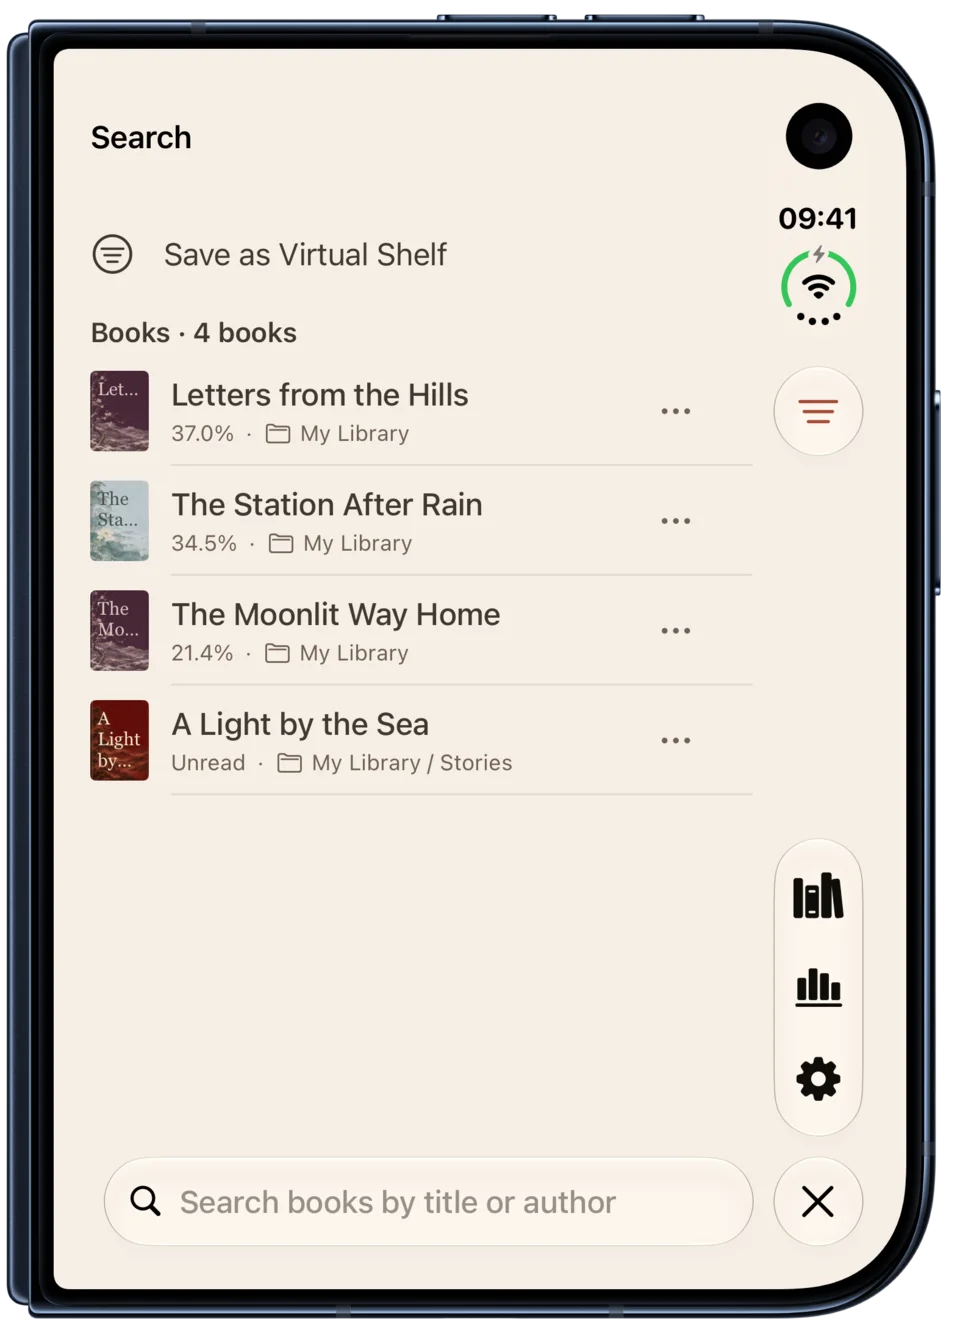 Search
09:41
Save as Virtual Shelf
Books · 4 books
Let...
Letters from the Hills
37.0% · My Library
The
Sta...
The Station After Rain
34.5% · My Library
The
Mo...
The Moonlit Way Home
21.4% · My Library
A
Light
by...
A Light by the Sea
Unread · My Library / Stories
Search books by title or author